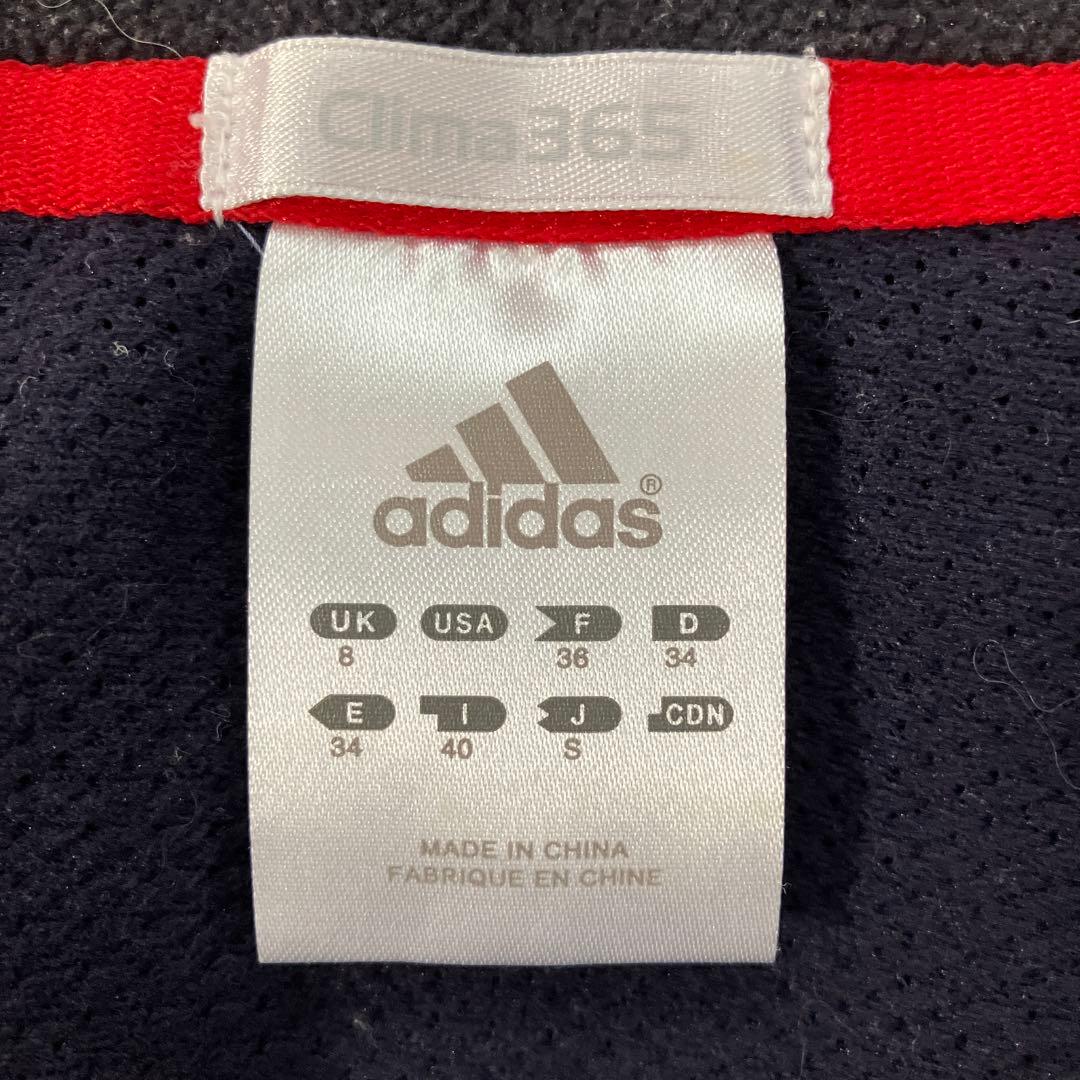 Clima365
adidas®
UK USA F D
8 36 34
E I J CDN
34 40 S
MADE IN CHINA
FABRIQUE EN CHINE